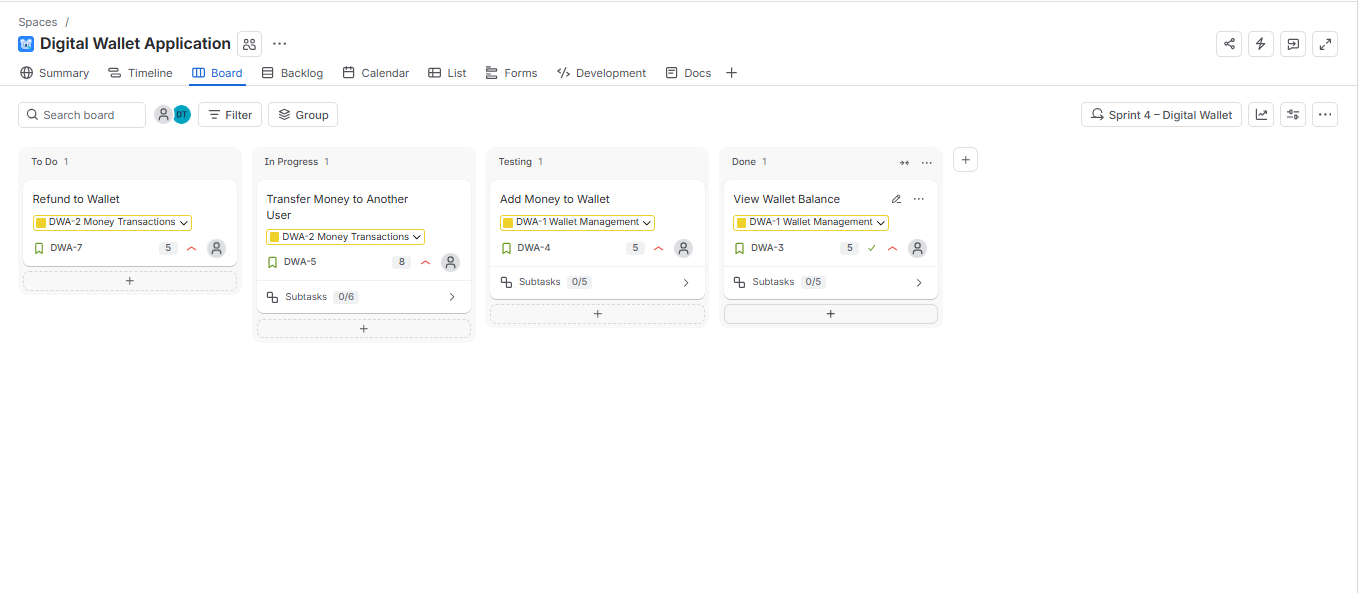 Spaces /
Digital Wallet Application
Summary Timeline Board Backlog Calendar List Forms Development Docs
Search board DT Filter Group Sprint 4 – Digital Wallet
To Do 1
Refund to Wallet
DWA-2 Money Transactions
DWA-7 5
In Progress 1
Transfer Money to Another
User
DWA-2 Money Transactions
DWA-5 8
Subtasks 0/6
Testing 1
Add Money to Wallet
DWA-1 Wallet Management
DWA-4 5
Subtasks 0/5
Done 1
View Wallet Balance
DWA-1 Wallet Management
DWA-3 5
Subtasks 0/5